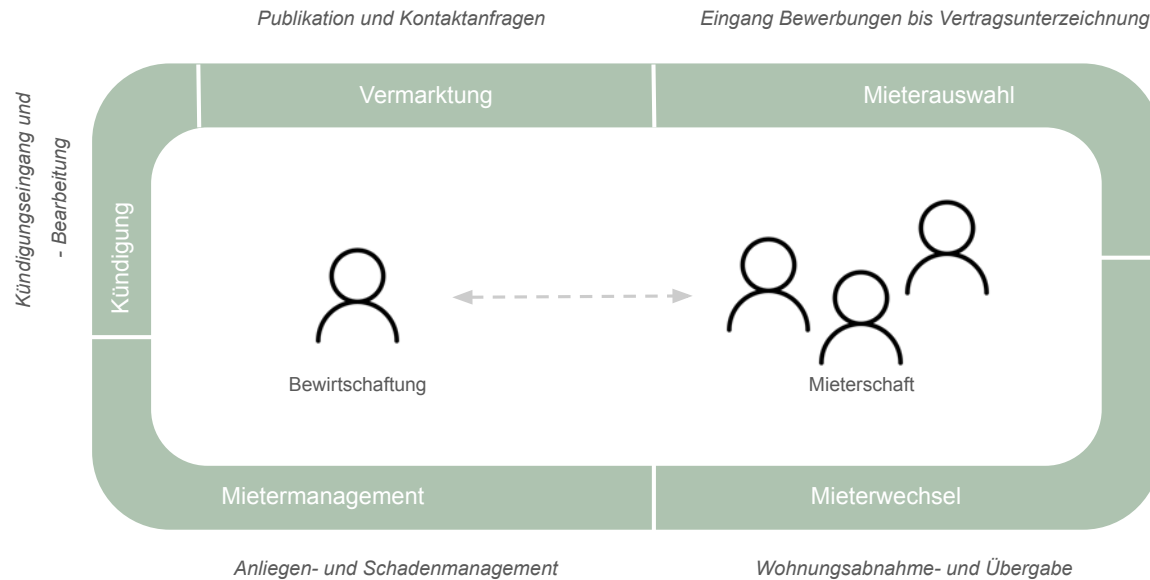 Publikation und Kontaktanfragen
Eingang Bewerbungen bis Vertragsunterzeichnung
Vermarktung
Mieterauswahl
Kündigungseingang und
- Bearbeitung
Kündigung
Bewirtschaftung
Mieterschaft
Mietermanagement
Mieterwechsel
Anliegen- und Schadenmanagement
Wohnungsabnahme- und Übergabe